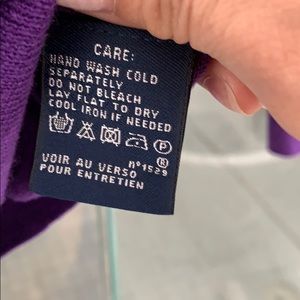 CARE:
HAND WASH COLD
SEPARATELY
DO NOT BLEACH
LAY FLAT TO DRY
COOL IRON IF NEEDED
P
®
VOIR AU VERSO nº1529
POUR ENTRETIEN